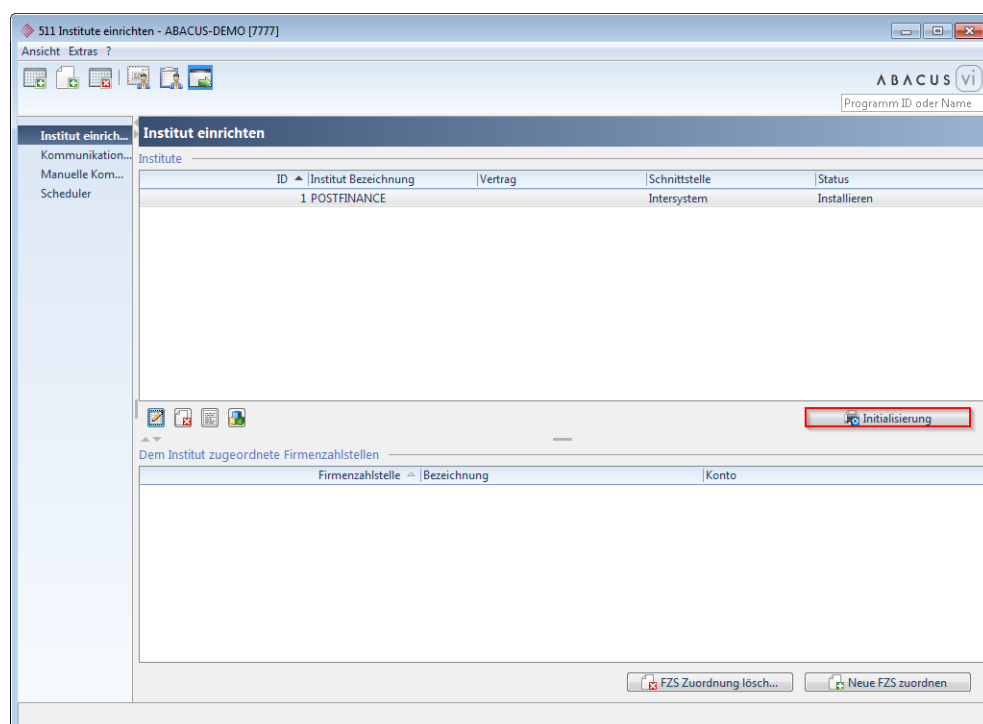 511 Institute einrichten - ABACUS-DEMO [7777]
Ansicht Extras ?
ABACUS vi
Programm ID oder Name
Institut einrich...
Kommunikation...
Manuelle Kom...
Scheduler
Institut einrichten
Institute
ID Institut Bezeichnung Vertrag Schnittstelle Status
1 POSTFINANCE Intersystem Installieren
Initialisierung
Dem Institut zugeordnete Firmenzahlstellen
Firmenzahlstelle Bezeichnung Konto
FZS Zuordnung lösch... Neue FZS zuordnen